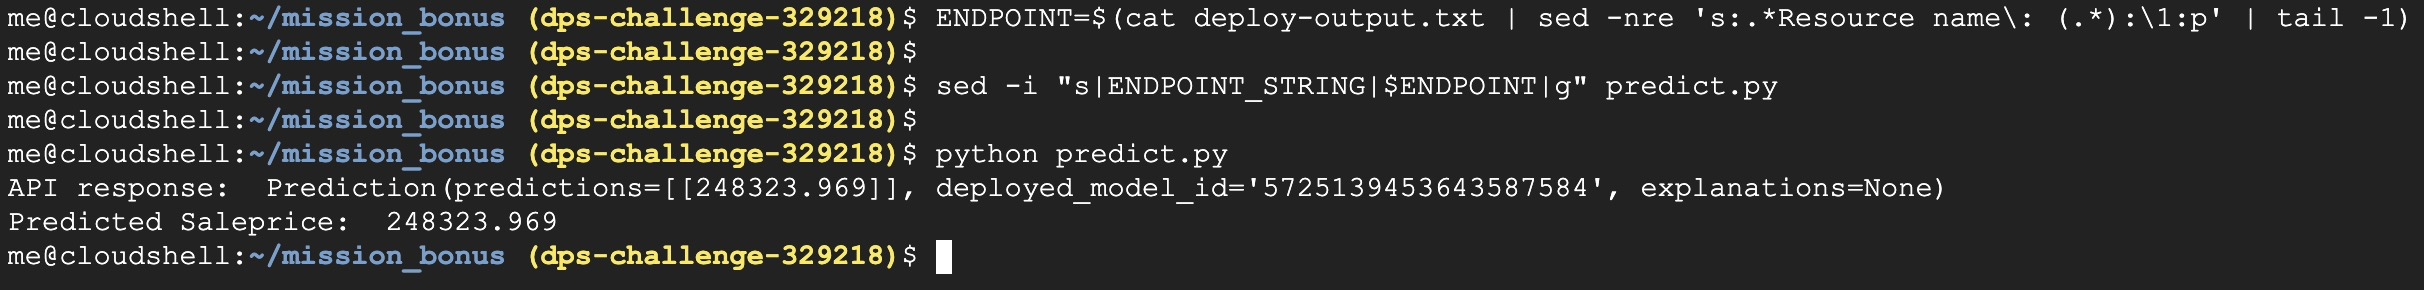 me@cloudshell:~/mission_bonus (dps-challenge-329218)$ ENDPOINT=$(cat deploy-output.txt | sed -nre 's:.*Resource name\: (.*):\1:p' | tail -1)
me@cloudshell:~/mission_bonus (dps-challenge-329218)$
me@cloudshell:~/mission_bonus (dps-challenge-329218)$ sed -i "s|ENDPOINT_STRING|$ENDPOINT|g" predict.py
me@cloudshell:~/mission_bonus (dps-challenge-329218)$
me@cloudshell:~/mission_bonus (dps-challenge-329218)$ python predict.py
API response:  Prediction(predictions=[[248323.969]], deployed_model_id='5725139453643587584', explanations=None)
Predicted Saleprice:  248323.969
me@cloudshell:~/mission_bonus (dps-challenge-329218)$